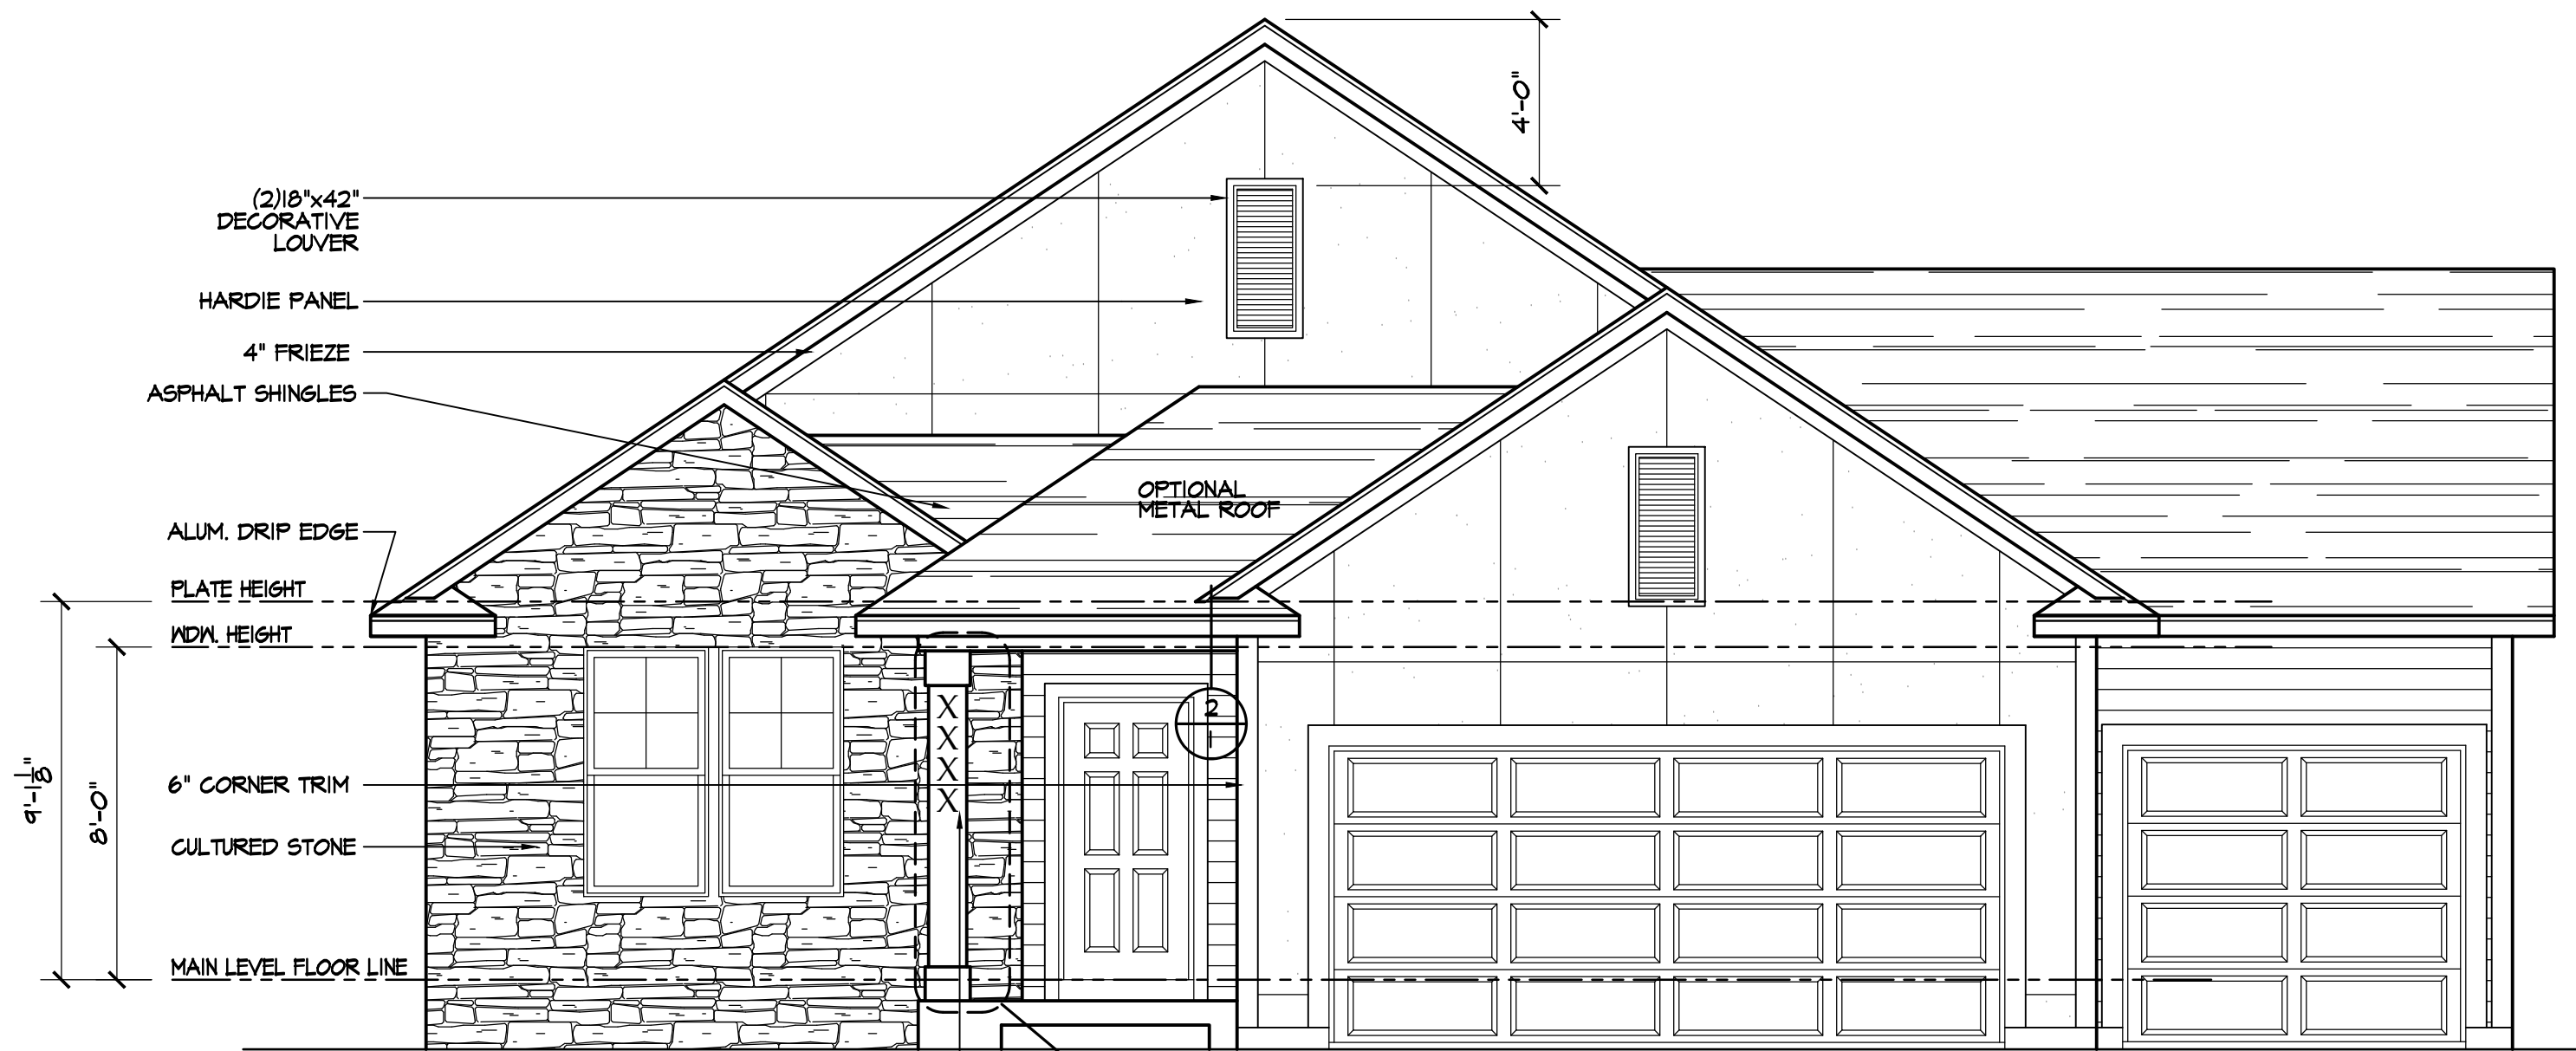 4'-0"
(2)18"x42"
DECORATIVE
LOUVER
HARDIE PANEL
4" FRIEZE
ASPHALT SHINGLES
OPTIONAL
METAL ROOF
ALUM. DRIP EDGE
PLATE HEIGHT
WDW. HEIGHT
X
X
X
X
2
1
9'-1 1/8"
8'-0"
6" CORNER TRIM
CULTURED STONE
MAIN LEVEL FLOOR LINE